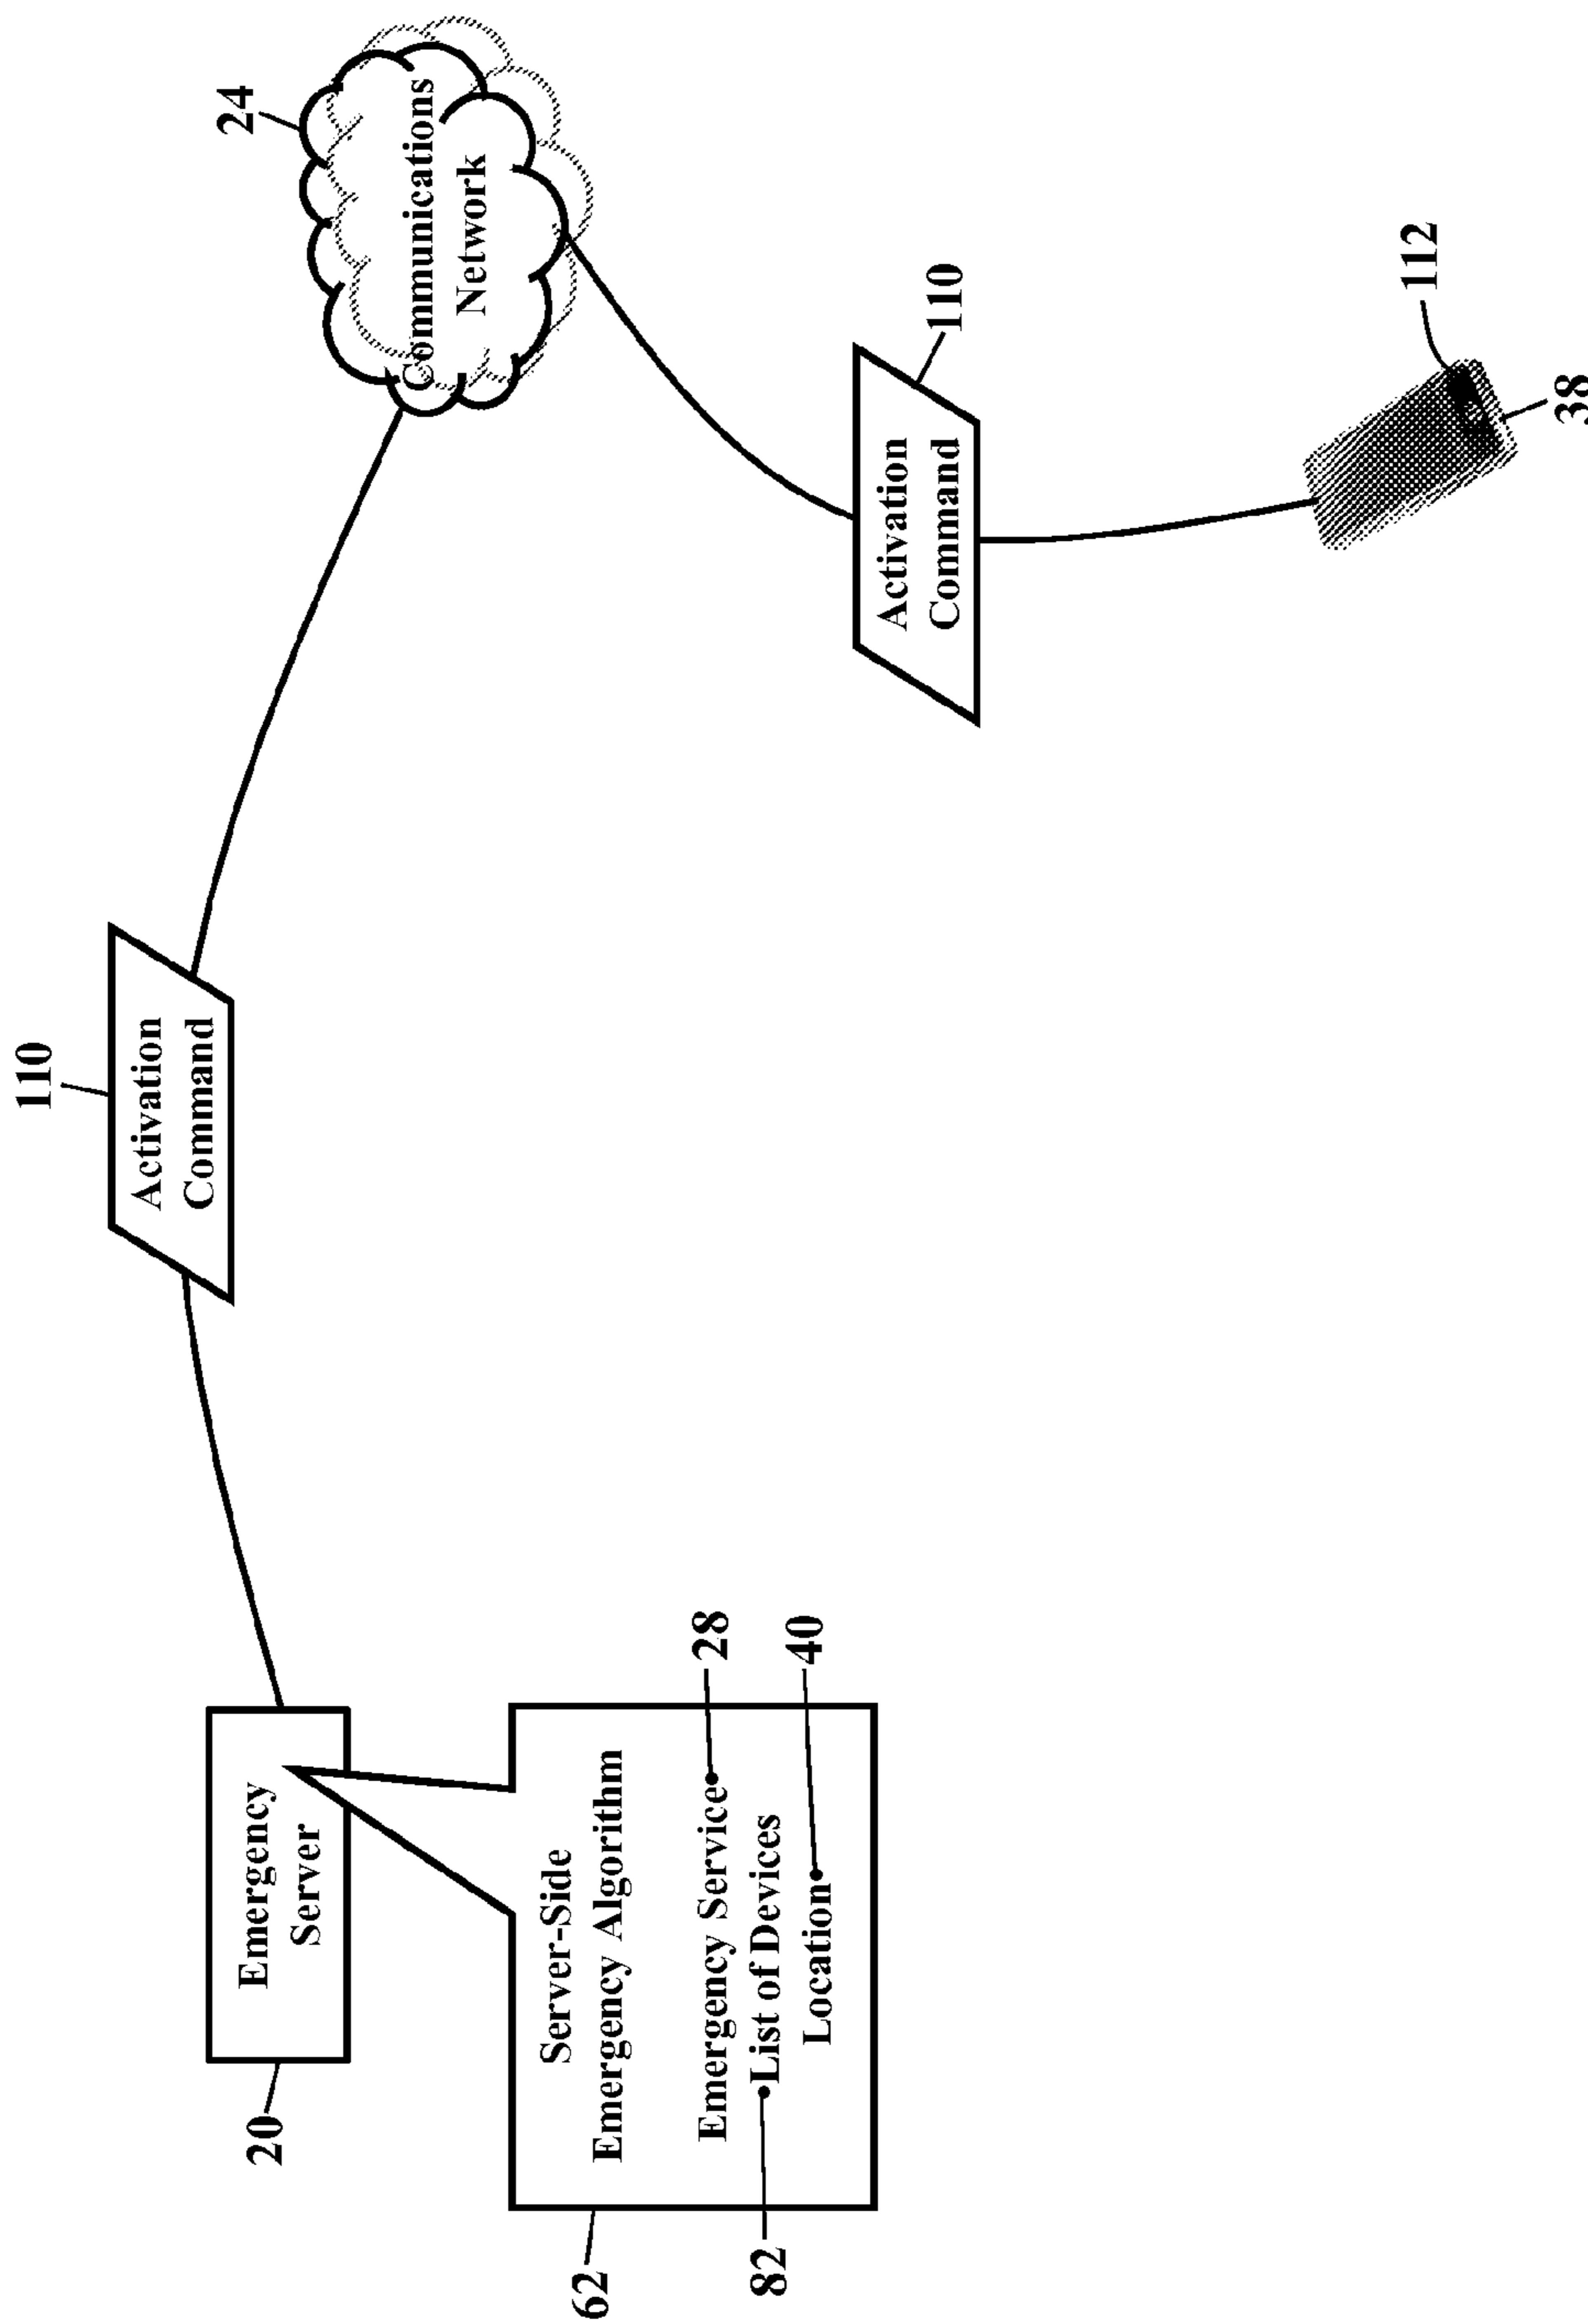 110
Activation
Command
24
Communications
Network
20
Emergency
Server
110
Activation
Command
62
Server-Side
Emergency Algorithm
Emergency Service
28
82
List of Devices
Location
40
112
38